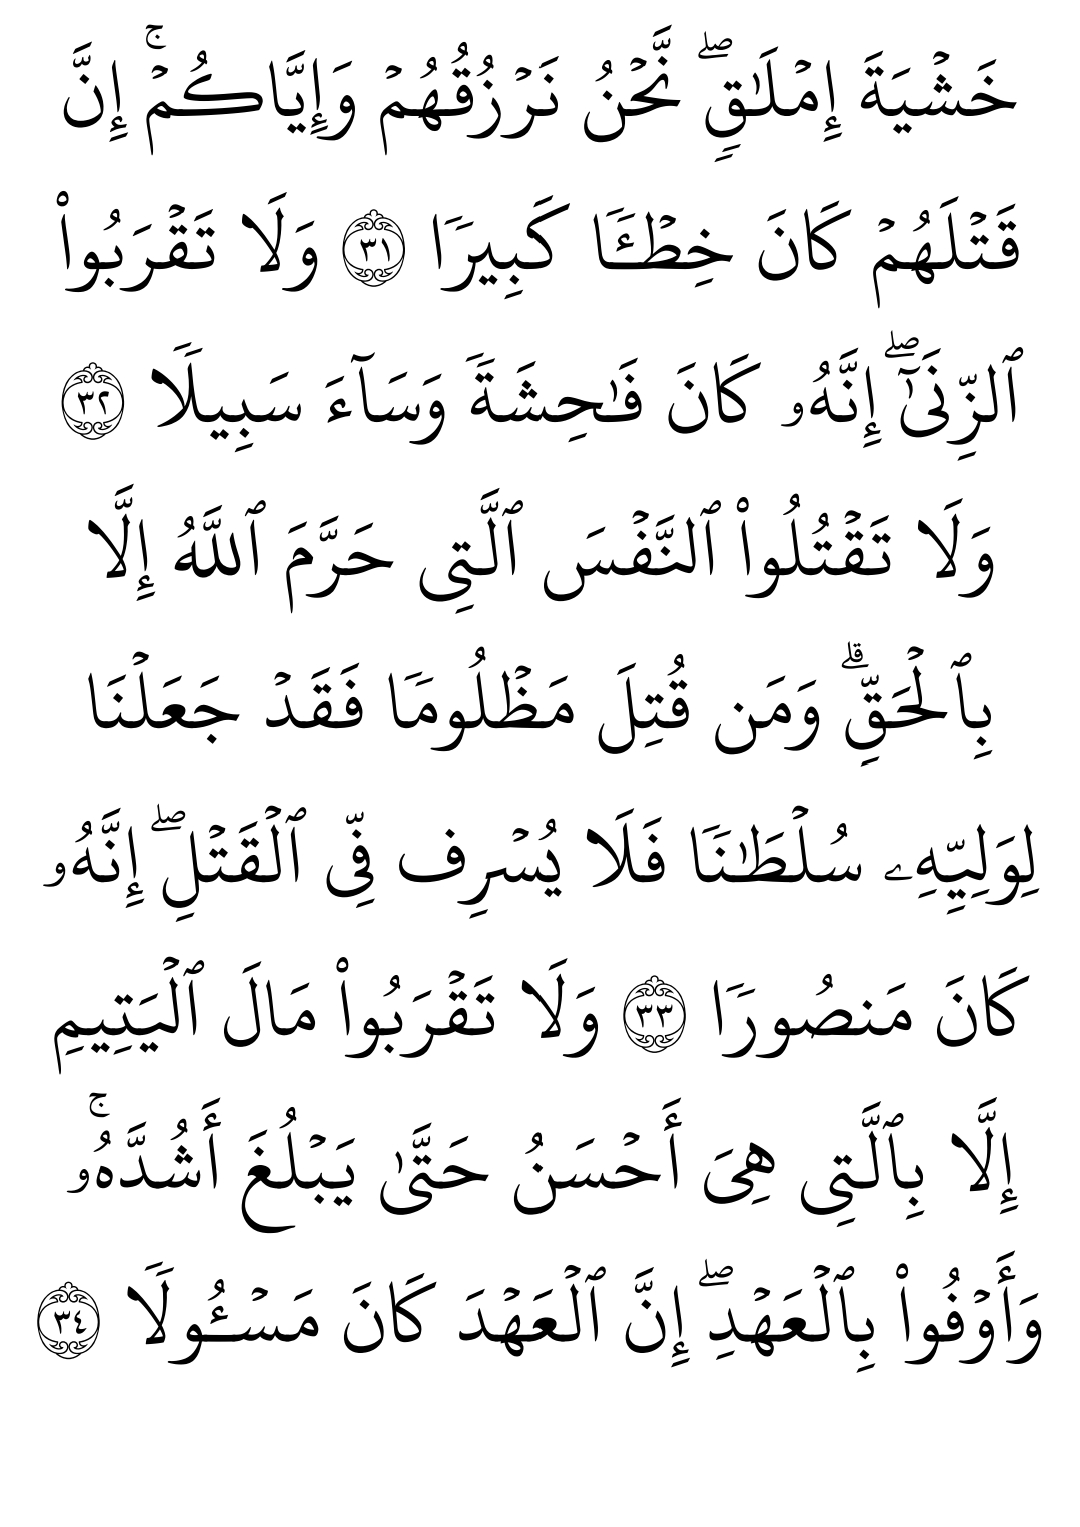 خَشۡيَةَ إِمۡلَٰقٖۖ نَّحۡنُ نَرۡزُقُهُمۡ وَإِيَّاكُمۡۚ إِنَّ
قَتۡلَهُمۡ كَانَ خِطۡـٔٗا كَبِيرٗا ٣١ وَلَا تَقۡرَبُواْ
ٱلزِّنَىٰٓۖ إِنَّهُۥ كَانَ فَٰحِشَةٗ وَسَآءَ سَبِيلٗا ٣٢
وَلَا تَقۡتُلُواْ ٱلنَّفۡسَ ٱلَّتِي حَرَّمَ ٱللَّهُ إِلَّا
بِٱلۡحَقِّۗ وَمَن قُتِلَ مَظۡلُومٗا فَقَدۡ جَعَلۡنَا
لِوَلِيِّهِۦ سُلۡطَٰنٗا فَلَا يُسۡرِف فِّي ٱلۡقَتۡلِۖ إِنَّهُۥ
كَانَ مَنصُورٗا ٣٣ وَلَا تَقۡرَبُواْ مَالَ ٱلۡيَتِيمِ
إِلَّا بِٱلَّتِي هِيَ أَحۡسَنُ حَتَّىٰ يَبۡلُغَ أَشُدَّهُۥۚ
وَأَوۡفُواْ بِٱلۡعَهۡدِۖ إِنَّ ٱلۡعَهۡدَ كَانَ مَسۡـُٔولٗا ٣٤